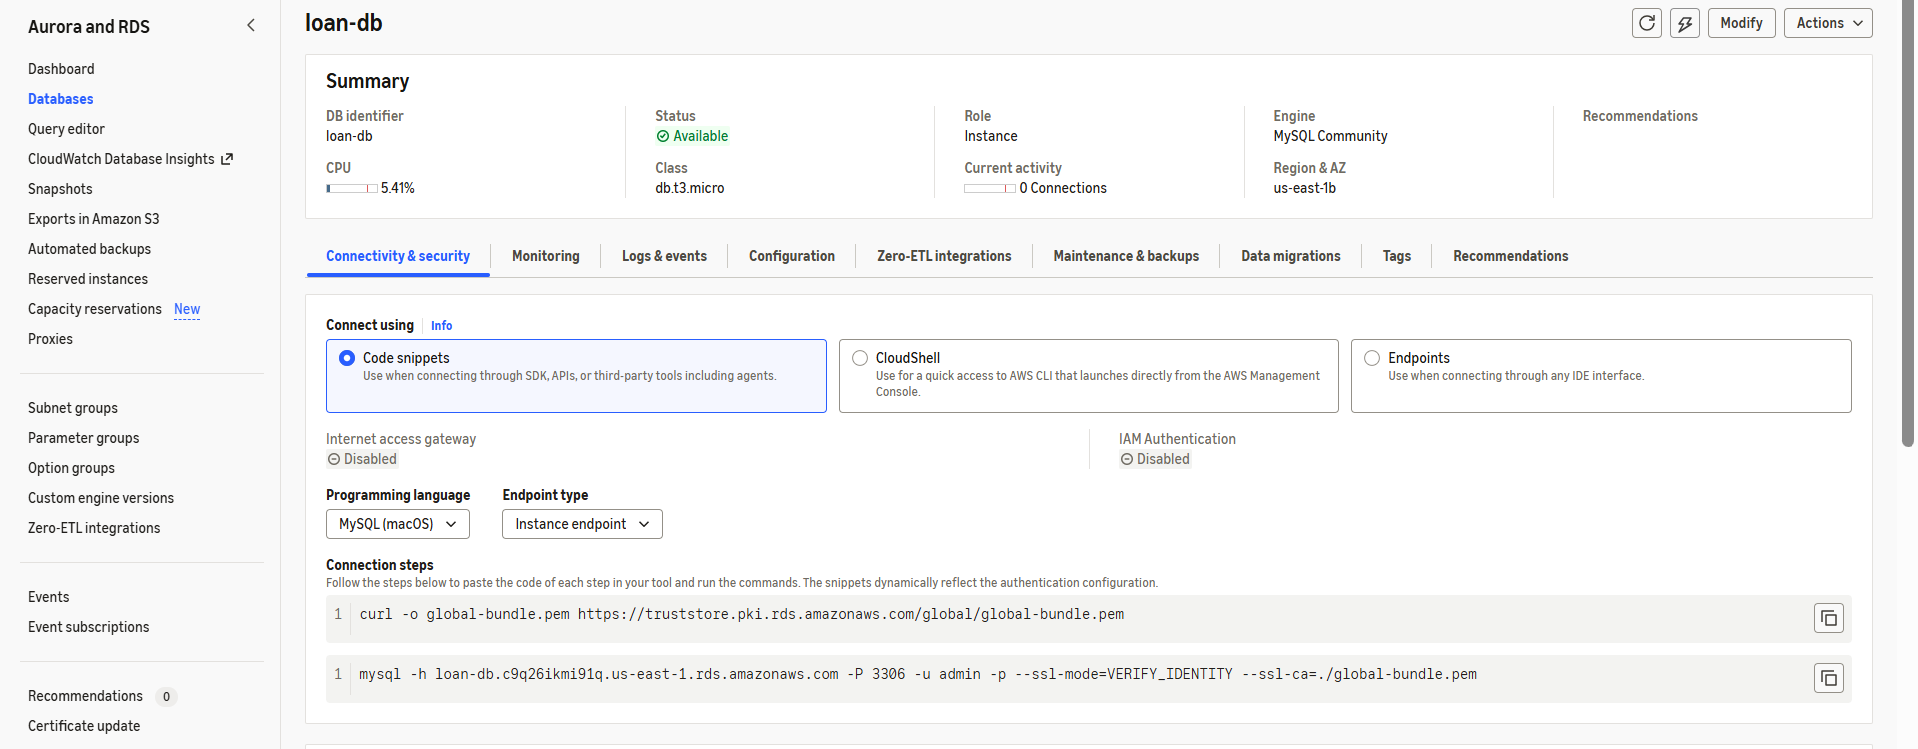 Aurora and RDS
Dashboard
Databases
Query editor
CloudWatch Database Insights
Snapshots
Exports in Amazon S3
Automated backups
Reserved instances
Capacity reservations New
Proxies
Subnet groups
Parameter groups
Option groups
Custom engine versions
Zero-ETL integrations
Events
Event subscriptions
Recommendations 0
Certificate update
loan-db
Modify
Actions
Summary
DB identifier
loan-db
Status
Available
Role
Instance
Engine
MySQL Community
Recommendations
CPU
5.41%
Class
db.t3.micro
Current activity
0 Connections
Region & AZ
us-east-1b
Connectivity & security
Monitoring
Logs & events
Configuration
Zero-ETL integrations
Maintenance & backups
Data migrations
Tags
Recommendations
Connect using Info
Code snippets
Use when connecting through SDK, APIs, or third-party tools including agents.
CloudShell
Use for a quick access to AWS CLI that launches directly from the AWS Management
Console.
Endpoints
Use when connecting through any IDE interface.
Internet access gateway
Disabled
IAM Authentication
Disabled
Programming language
MySQL (macOS)
Endpoint type
Instance endpoint
Connection steps
Follow the steps below to paste the code of each step in your tool and run the commands. The snippets dynamically reflect the authentication configuration.
1 curl -o global-bundle.pem https://truststore.pki.rds.amazonaws.com/global/global-bundle.pem
1 mysql -h loan-db.c9q26ikmi91q.us-east-1.rds.amazonaws.com -P 3306 -u admin -p --ssl-mode=VERIFY_IDENTITY --ssl-ca=./global-bundle.pem